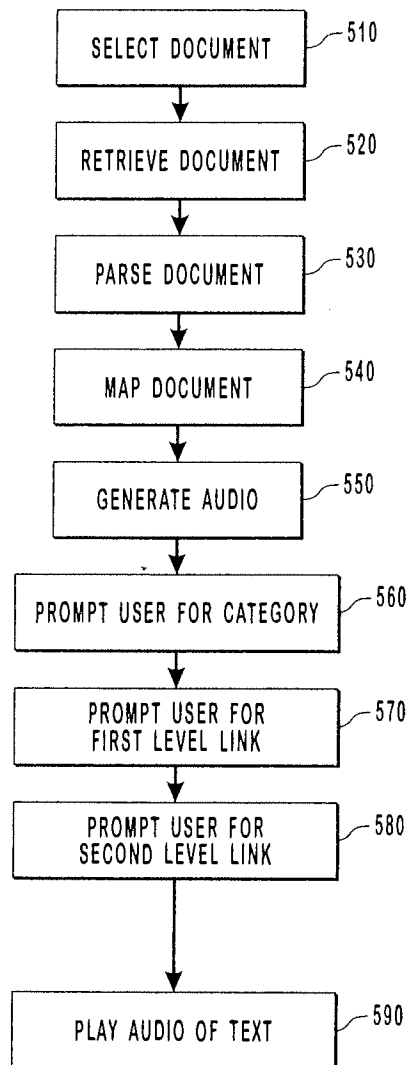 SELECT DOCUMENT
510
RETRIEVE DOCUMENT
520
PARSE DOCUMENT
530
MAP DOCUMENT
540
GENERATE AUDIO
550
PROMPT USER FOR CATEGORY
560
PROMPT USER FOR
FIRST LEVEL LINK
570
PROMPT USER FOR
SECOND LEVEL LINK
580
PLAY AUDIO OF TEXT
590